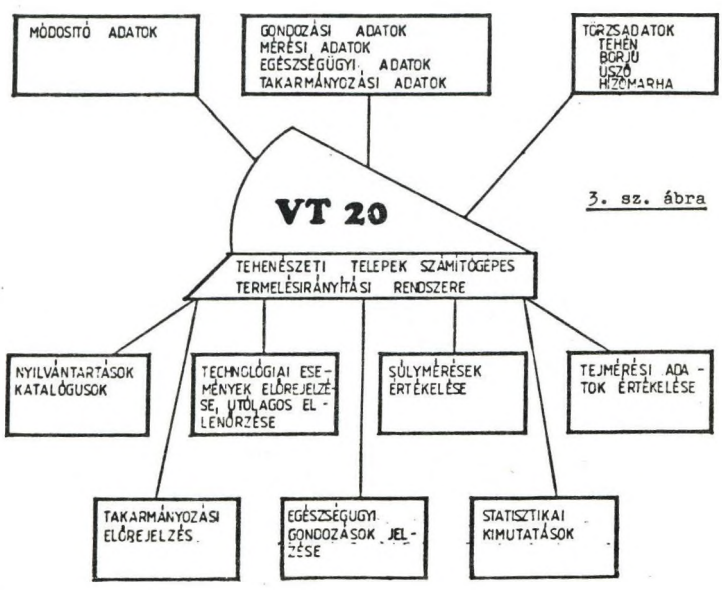 MÓDOSITÓ ADATOK
GONDOZÁSI ADATOK
MÉRÉSI ADATOK
EGÉSZSÉGÜGYI ADATOK
TAKARMÁNYOZÁSI ADATOK
TÖRZSADATOK
TEHÉN
BORJÚ
ÜSZŐ
HIZÓMARHA
VT 20
3. sz. ábra
TEHENÉSZETI TELEPEK SZÁMITÓGÉPES
TERMELÉSIRÁNYITÁSI RENDSZERE
NYILVÁNTARTÁSOK
KATALÓGUSOK
TECHNOLÓGIAI ESE-
MÉNYEK ELŐREJELZÉ-
SE, UTÓLAGOS EL-
LENŐRZÉSE
SÚLYMÉRÉSEK
ÉRTÉKELÉSE
TEJMÉRÉSI ADA-
TOK ÉRTÉKELÉSE
TAKARMÁNYOZÁSI
ELŐREJELZÉS
EGÉSZSÉGÜGYI
GONDOZÁSOK JEL-
ZÉSE
STATISZTIKAI
KIMUTATÁSOK